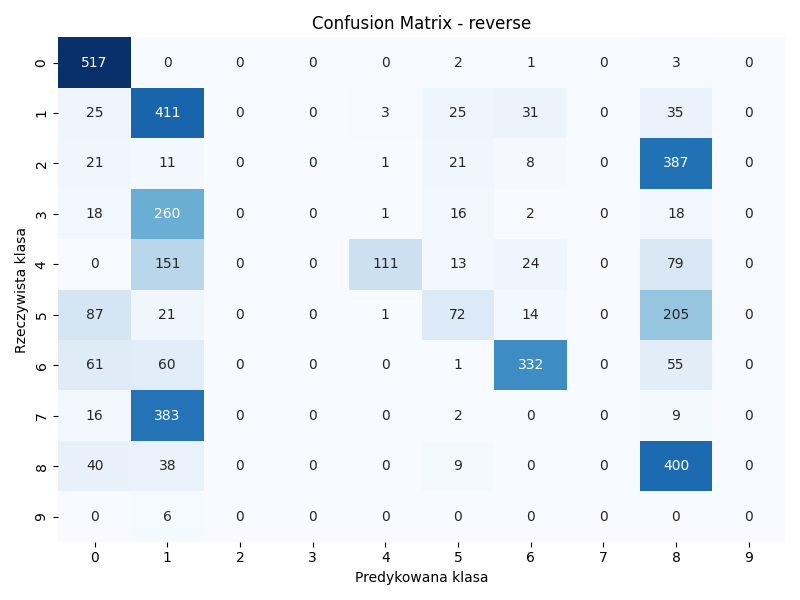 Confusion Matrix - reverse
Rzeczywista klasa
0 517 0 0 0 0 2 1 0 3 0
1 25 411 0 0 3 25 31 0 35 0
2 21 11 0 0 1 21 8 0 387 0
3 18 260 0 0 1 16 2 0 18 0
4 0 151 0 0 111 13 24 0 79 0
5 87 21 0 0 1 72 14 0 205 0
6 61 60 0 0 0 1 332 0 55 0
7 16 383 0 0 0 2 0 0 9 0
8 40 38 0 0 0 9 0 0 400 0
9 0 6 0 0 0 0 0 0 0 0
0 1 2 3 4 5 6 7 8 9
Predykowana klasa